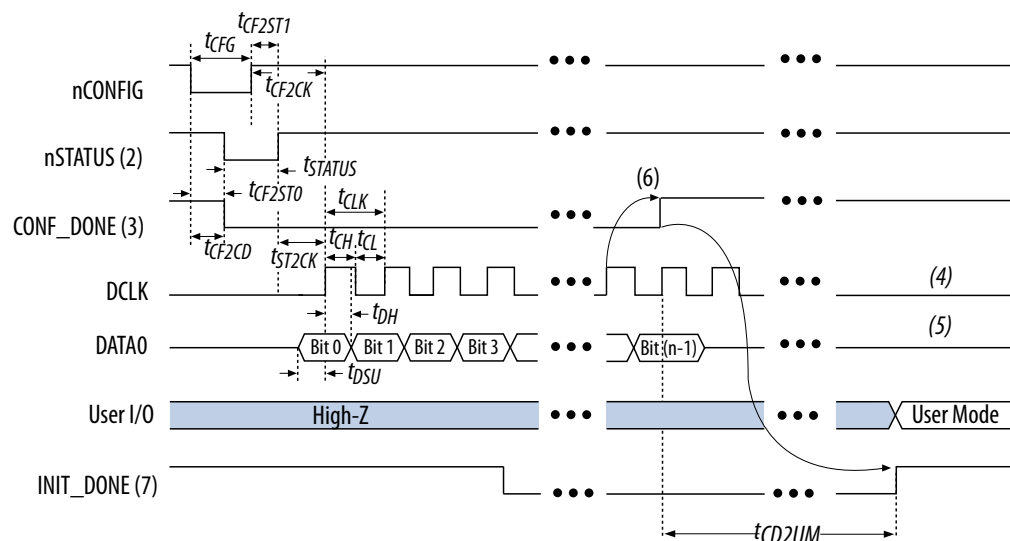 tCF2ST1
tCFG
tCF2CK
nCONFIG
nSTATUS (2)
tSTATUS
tCF2ST0
tCLK
(6)
CONF_DONE (3)
tCF2CD
tST2CK
tCH
tCL
DCLK
(4)
tDH
DATA0
Bit 0
Bit 1
Bit 2
Bit 3
Bit (n-1)
(5)
tDSU
User I/O
High-Z
User Mode
INIT_DONE (7)
tCD2UM